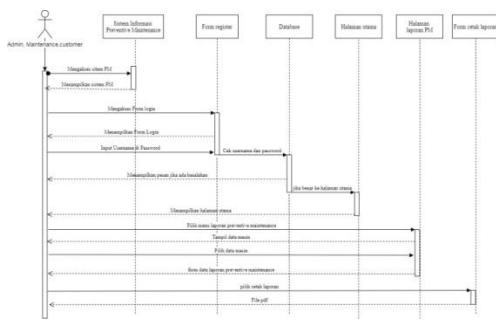 Sistem Informasi
Preventive Maintenance
Form register
Database
Halaman utama
Halaman
laporan PM
Form cetak laporan
Admin, Maintenance,customer
Mengakses sitem PM
Menampilkan sistem PM
Mengakses Form login
Menampilkan Form Login
Input Username & Password
Cek username dan password
Menampilkan pesan jika ada kesalahan
jika benar ke halaman utama
Menampilkan halaman utama
Pilih menu laporan preventive maintenance
Tampil data mesin
Pilih data mesin
form data laporan preventive maintenance
pilih cetak laporan
File pdf